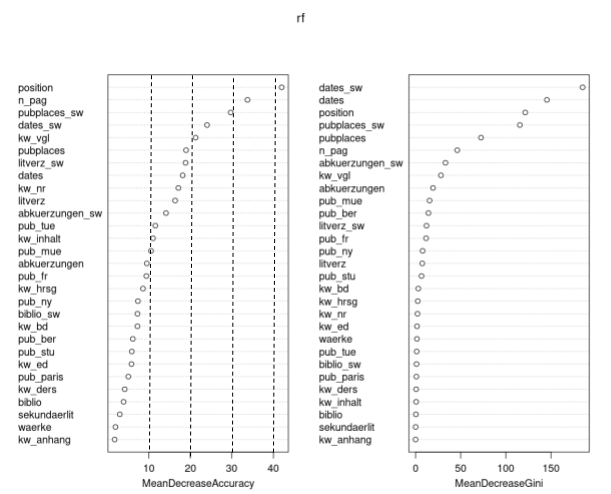 rf
position
n_pag
pubplaces_sw
dates_sw
kw_vgl
pubplaces
litverz_sw
dates
kw_nr
litverz
abkuerzungen_sw
pub_tue
kw_inhalt
pub_mue
abkuerzungen
pub_fr
kw_hrsg
pub_ny
biblio_sw
kw_bd
pub_ber
pub_stu
kw_ed
pub_paris
kw_ders
biblio
sekundaerlit
waerke
kw_anhang
10 20 30 40
MeanDecreaseAccuracy
dates_sw
dates
position
pubplaces_sw
pubplaces
n_pag
abkuerzungen_sw
kw_vgl
abkuerzungen
pub_mue
pub_ber
litverz_sw
pub_fr
pub_ny
litverz
pub_stu
kw_bd
kw_hrsg
kw_nr
kw_ed
waerke
pub_tue
biblio_sw
pub_paris
kw_ders
kw_inhalt
biblio
sekundaerlit
kw_anhang
0 50 100 150
MeanDecreaseGini